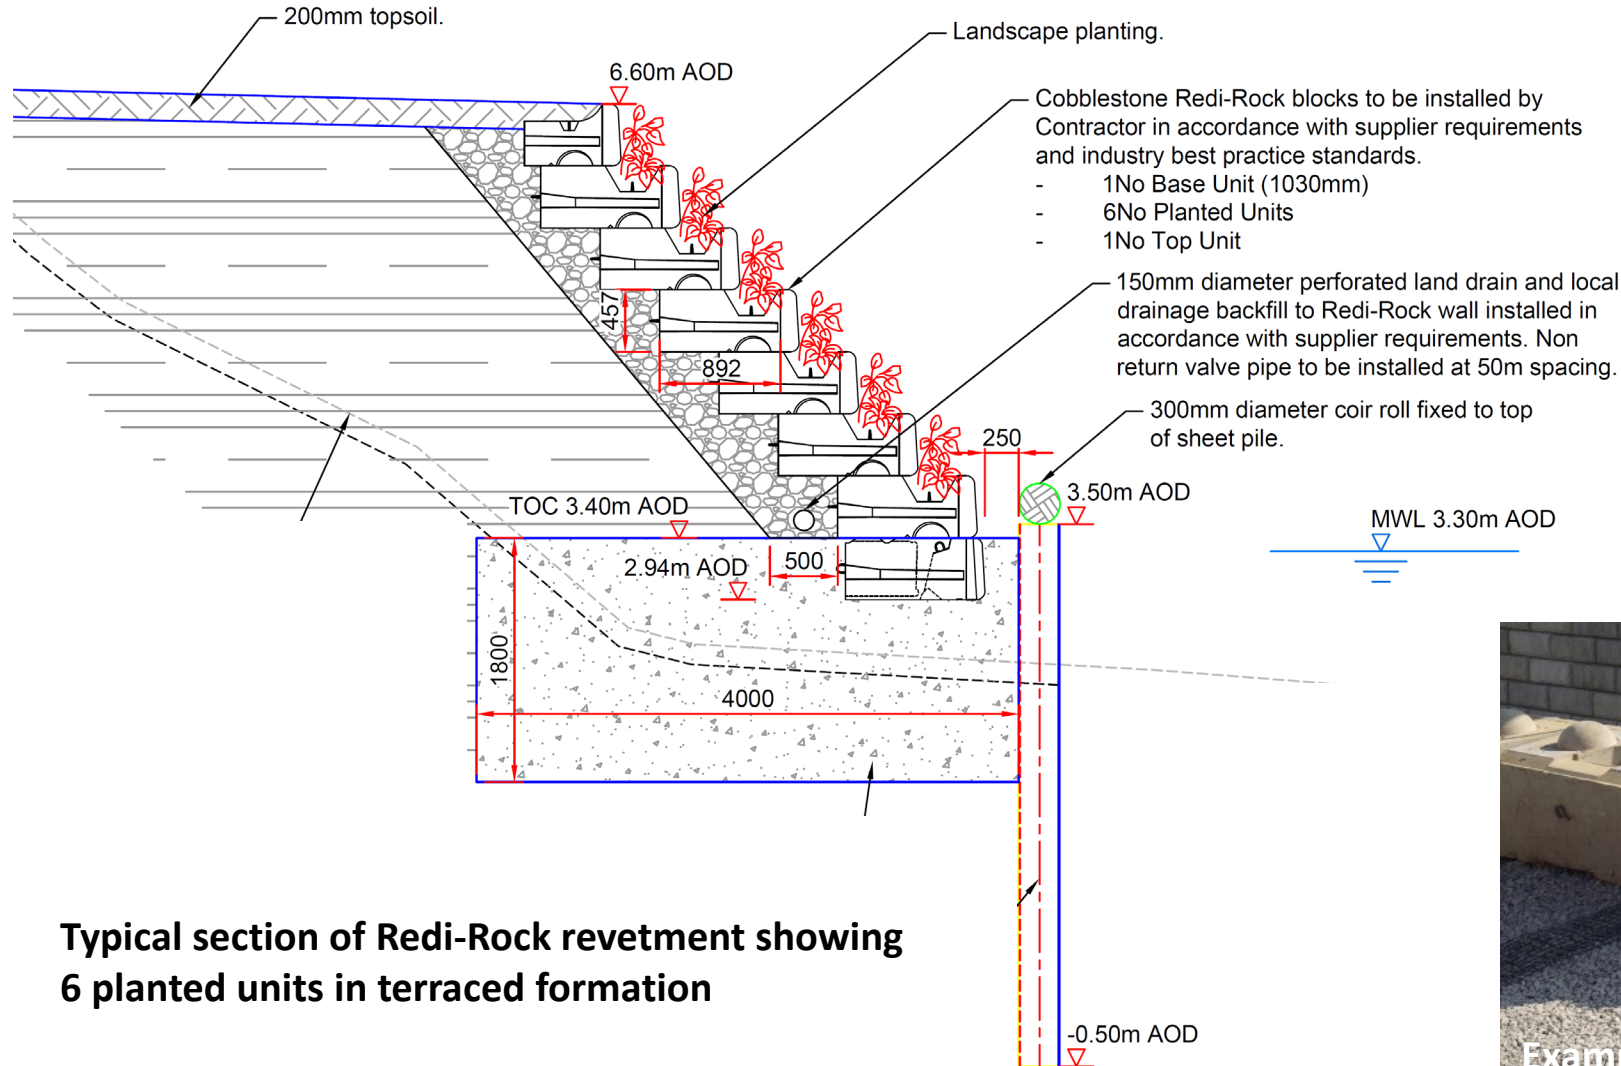 200mm topsoil.
Landscape planting.
6.60m AOD
Cobblestone Redi-Rock blocks to be installed by
Contractor in accordance with supplier requirements
and industry best practice standards.
- 1No Base Unit (1030mm)
- 6No Planted Units
- 1No Top Unit
150mm diameter perforated land drain and local
drainage backfill to Redi-Rock wall installed in
accordance with supplier requirements. Non
return valve pipe to be installed at 50m spacing.
457
892
300mm diameter coir roll fixed to top
of sheet pile.
250
3.50m AOD
TOC 3.40m AOD
MWL 3.30m AOD
2.94m AOD
500
1800
4000
Typical section of Redi-Rock revetment showing
6 planted units in terraced formation
-0.50m AOD